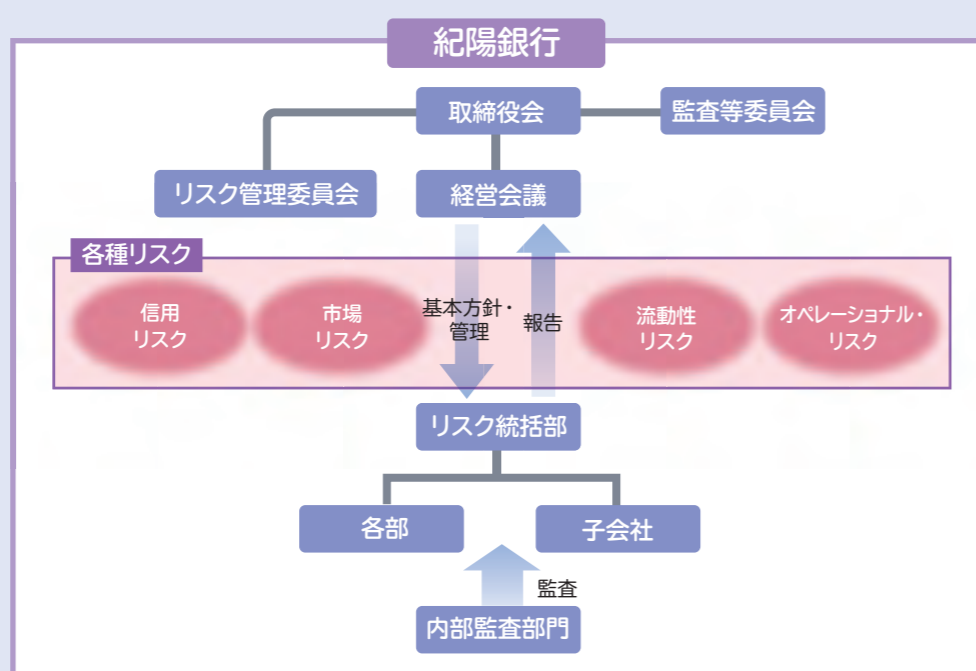 紀陽銀行
取締役会
監査等委員会
リスク管理委員会
経営会議
各種リスク
信用
リスク
市場
リスク
基本方針・
管理
報告
流動性
リスク
オペレーショナル・
リスク
リスク統括部
各部
子会社
監査
内部監査部門